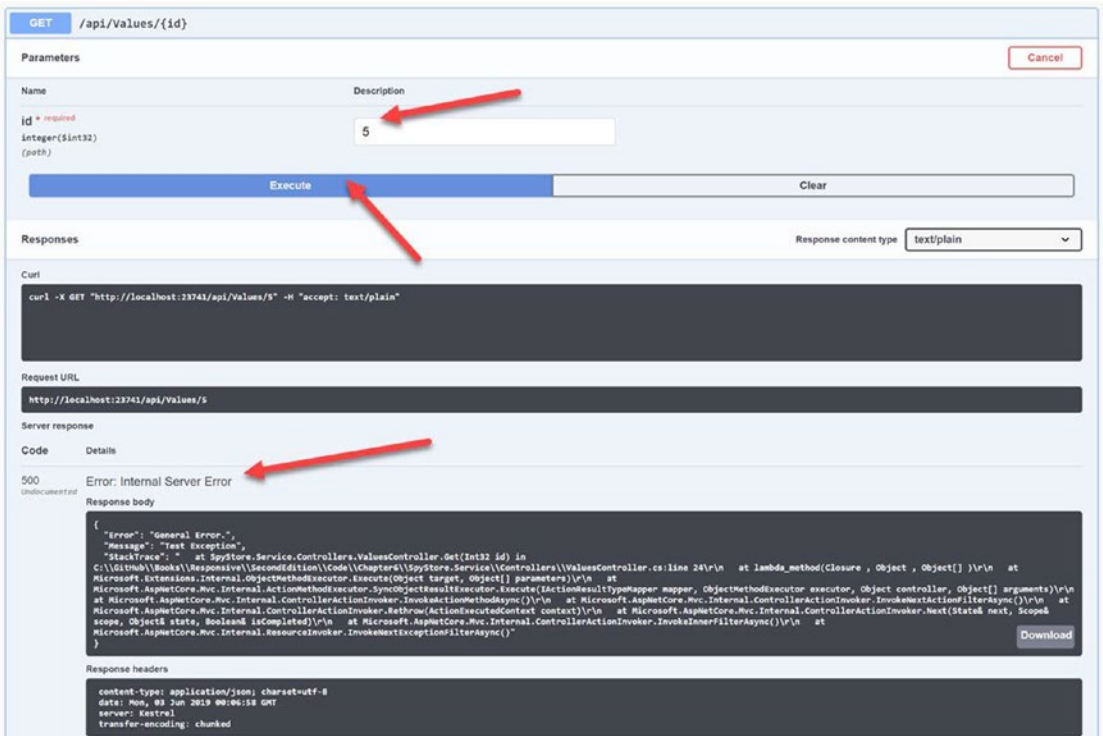 GET /api/Values/{id}
Parameters
Cancel
Name Description
id * required
integer($int32)
(path)
5
Execute Clear
Responses
Response content type text/plain
Curl
curl -X GET "http://localhost:23741/api/Values/5" -H "accept: text/plain"
Request URL
http://localhost:23741/api/Values/5
Server response
Code Details
500 Error: Internal Server Error
Undocumented
Response body
{
"Error": "General Error.",
"Message": "Test Exception",
"StackTrace": "   at SpyStore.Service.Controllers.ValuesController.Get(Int32 id) in
C:\\GitHub\\Books\\Responsive\\SecondEdition\\Code\\Chapter6\\SpyStore.Service\\Controllers\\ValuesController.cs:line 24\r\n   at lambda_method(Closure , Object , Object[] )\r\n   at
Microsoft.Extensions.Internal.ObjectMethodExecutor.Execute(Object target, Object[] parameters)\r\n   at
Microsoft.AspNetCore.Mvc.Internal.ActionMethodExecutor.SyncObjectResultExecutor.Execute(IActionResultTypeMapper mapper, ObjectMethodExecutor executor, Object controller, Object[] arguments)\r\n
at Microsoft.AspNetCore.Mvc.Internal.ControllerActionInvoker.InvokeActionMethodAsync()\r\n   at Microsoft.AspNetCore.Mvc.Internal.ControllerActionInvoker.InvokeNextActionFilterAsync()\r\n   at
Microsoft.AspNetCore.Mvc.Internal.ControllerActionInvoker.Rethrow(ActionExecutedContext context)\r\n   at Microsoft.AspNetCore.Mvc.Internal.ControllerActionInvoker.Next(State& next, Scope&
scope, Object& state, Boolean& isCompleted)\r\n   at Microsoft.AspNetCore.Mvc.Internal.ControllerActionInvoker.InvokeInnerFilterAsync()\r\n   at
Microsoft.AspNetCore.Mvc.Internal.ResourceInvoker.InvokeNextExceptionFilterAsync()"
}
Download
Response headers
content-type: application/json; charset=utf-8
date: Mon, 03 Jun 2019 00:06:58 GMT
server: Kestrel
transfer-encoding: chunked